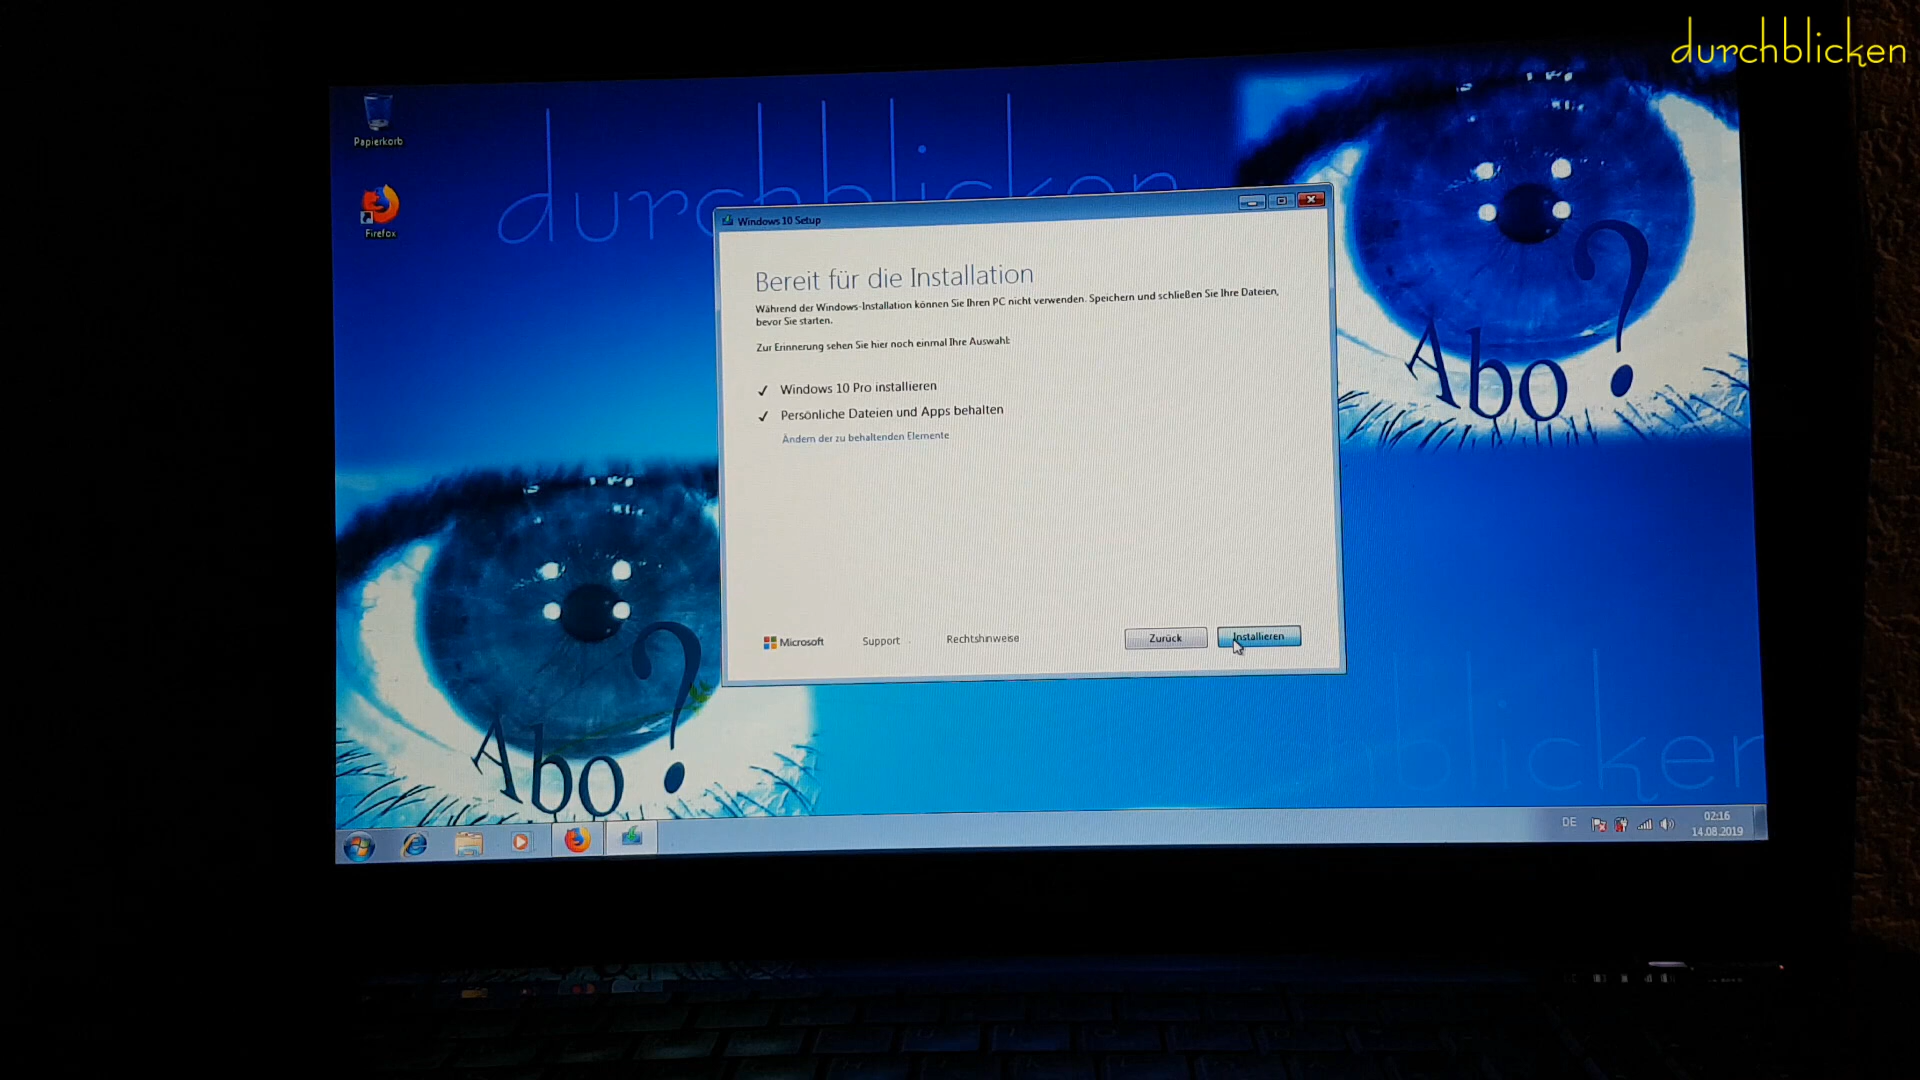 durchblicken
Papierkorb
Firefox
durchblicken
Windows 10 Setup
Bereit für die Installation
Während der Windows-Installation können Sie Ihren PC nicht verwenden. Speichern und schließen Sie Ihre Dateien,
bevor Sie starten.
Zur Erinnerung sehen Sie hier noch einmal Ihre Auswahl:
Windows 10 Pro installieren
Persönliche Dateien und Apps behalten
Ändern der zu behaltenden Elemente
Microsoft
Support
Rechtshinweise
Zurück
Installieren
Abo?
Abo?
blicken
DE
02:16
14.08.2019